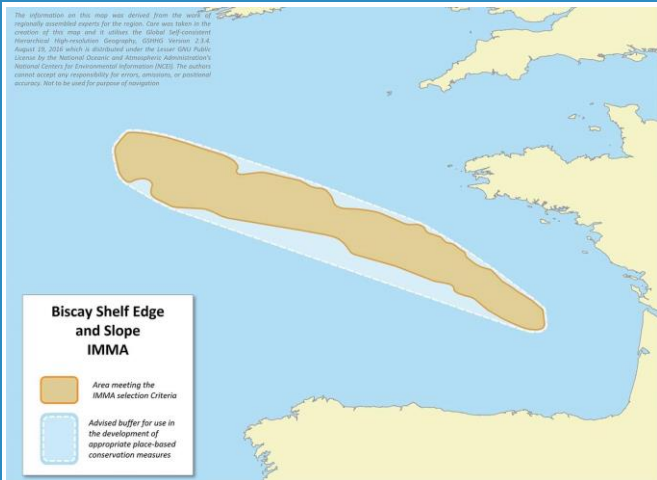 The information on this map was derived from the work of
regionally assembled experts for the region. Care was taken in the
creation of this map and it utilises the Global Self-consistent
Hierarchical High-resolution Geography, GSHHG Version 2.3.4.
August 19, 2016 which is distributed under the Lesser GNU Public
License by the National Oceanic and Atmospheric Administration's
National Centers for Environmental Information (NCEI). The authors
cannot accept any responsibility for errors, omissions, or positional
accuracy. Not to be used for purpose of navigation
Biscay Shelf Edge
and Slope
IMMA
Area meeting the
IMMA selection Criteria
Advised buffer for use in
the development of
appropriate place-based
conservation measures